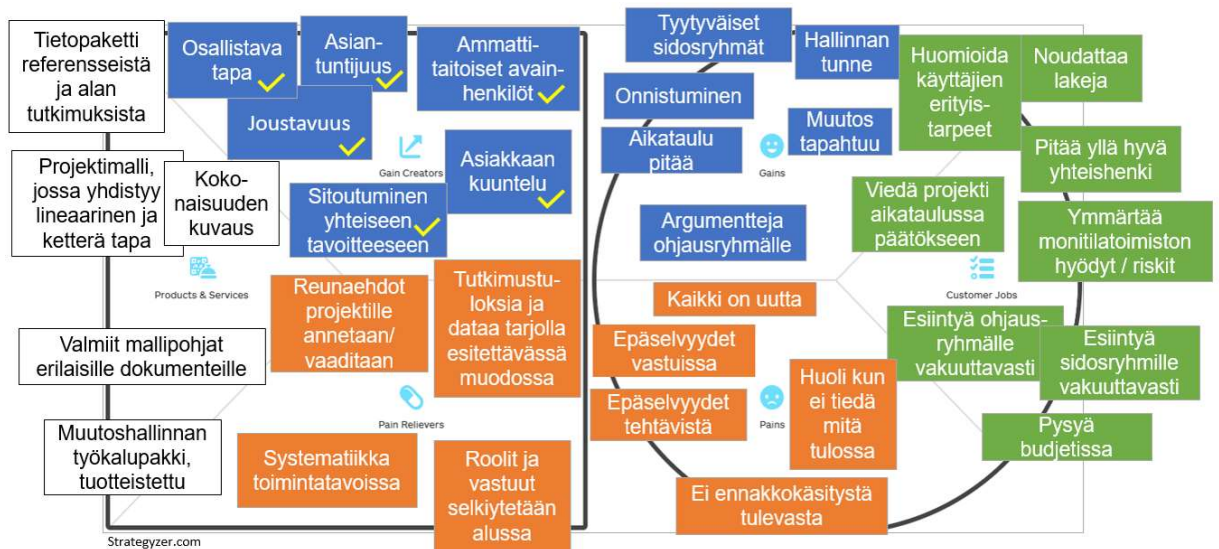 Tietopaketti
referensseistä
ja alan
tutkimuksista
Osallistava
tapa
Asian-
tuntijuus
Ammatti-
taitoiset avain-
henkilöt
Joustavuus
Gain Creators
Asiakkaan
kuuntelu
Projektimalli,
jossa yhdistyy
lineaarinen ja
ketterä tapa
Koko-
naisuuden
kuvaus
Sitoutuminen
yhteiseen
tavoitteeseen
Products & Services
Reunaehdot
projektille
annetaan/
vaaditaan
Tutkimustu-
loksia ja
dataa tarjolla
esitettävässä
muodossa
Valmiit mallipohjat
erilaisille dokumenteille
Pain Relievers
Muutoshallinnan
työkalupakki,
tuotteistettu
Systematiikka
toimintatavoissa
Roolit ja
vastuut
selkiytetään
alussa
Strategyzer.com
Tyytyväiset
sidosryhmät
Hallinnan
tunne
Onnistuminen
Aikataulu
pitää
Gains
Muutos
tapahtuu
Argumentteja
ohjausryhmälle
Huomioida
käyttäjien
erityis-
tarpeet
Noudattaa
lakeja
Pitää yllä hyvä
yhteishenki
Viedä projekti
aikataulussa
päätökseen
Ymmärtää
monitilatoimiston
hyödyt / riskit
Customer Jobs
Kaikki on uutta
Epäselvyydet
vastuissa
Epäselvyydet
tehtävistä
Pains
Huoli kun
ei tiedä
mitä
tulossa
Ei ennakkokäsitystä
tulevasta
Esiintyä ohjaus-
ryhmälle
vakuuttavasti
Esiintyä
sidosryhmille
vakuuttavasti
Pysyä
budjetissa